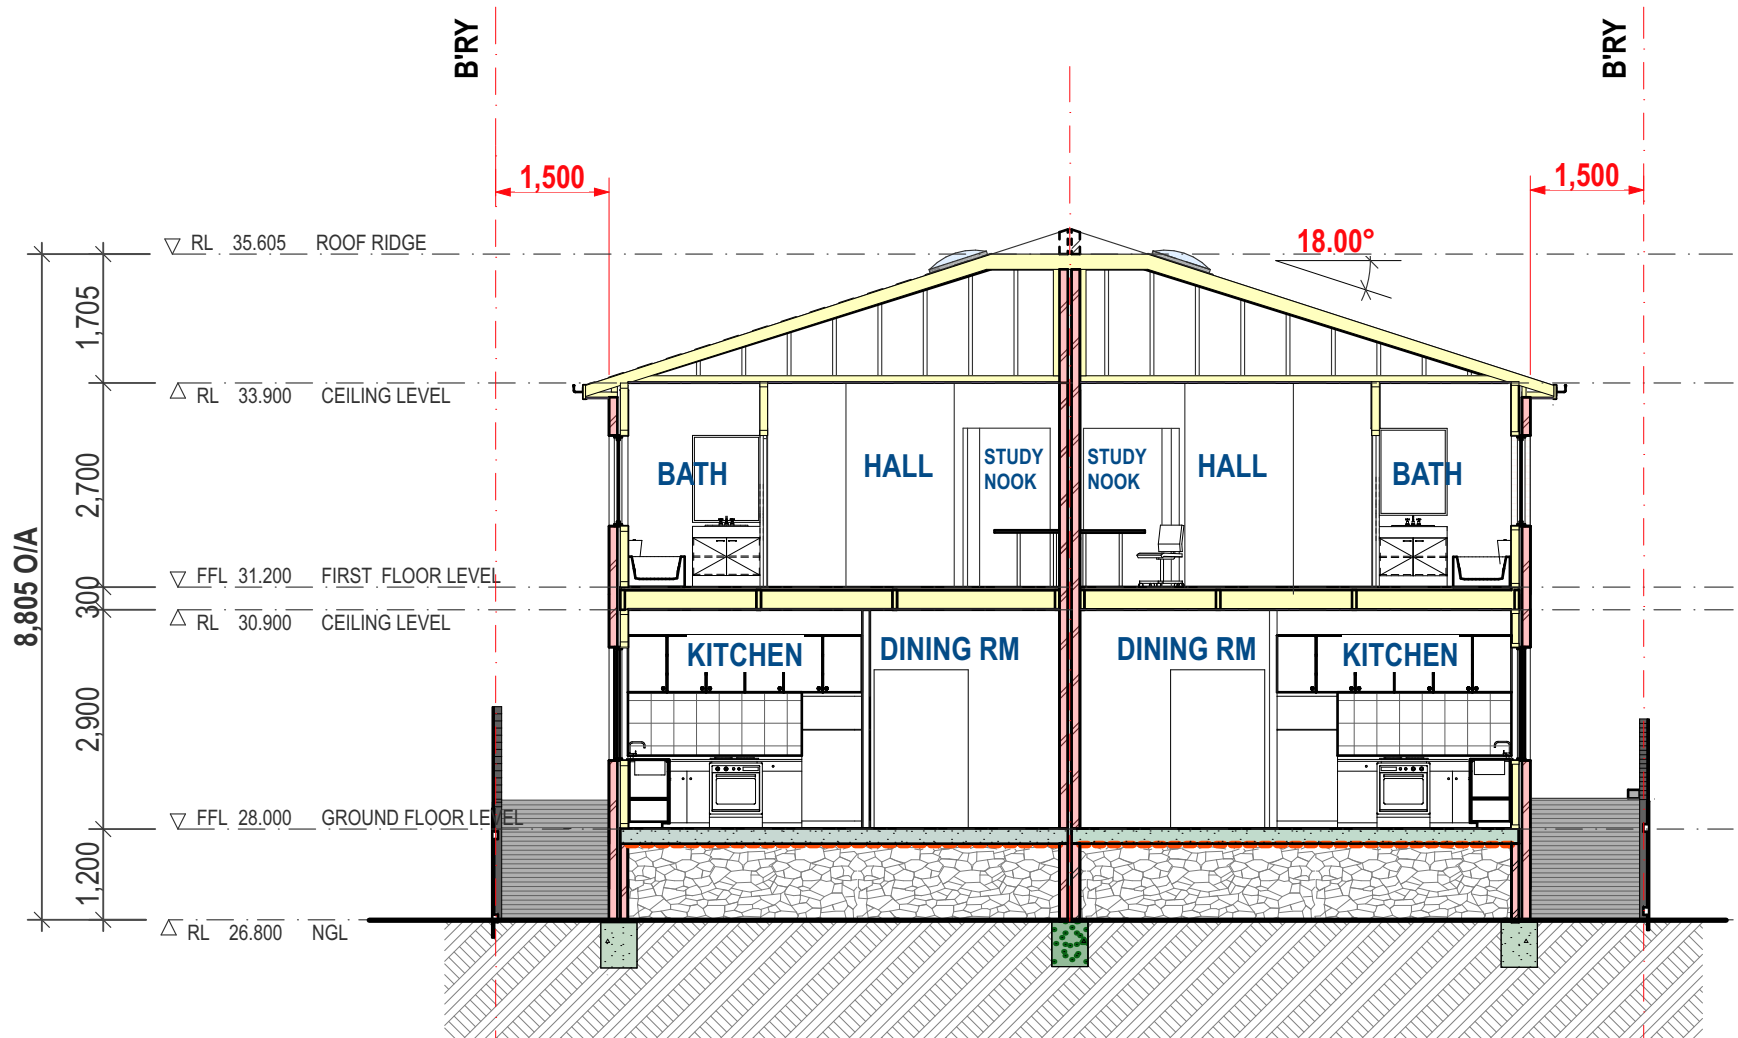 B'RY
B'RY
1,500
1,500
RL 35.605 ROOF RIDGE
18.00°
1,705
RL 33.900 CEILING LEVEL
2,700
BATH
HALL
STUDY
NOOK
STUDY
NOOK
HALL
BATH
8,805 O/A
FFL 31.200 FIRST FLOOR LEVEL
300
RL 30.900 CEILING LEVEL
KITCHEN
DINING RM
DINING RM
KITCHEN
2,900
FFL 28.000 GROUND FLOOR LEVEL
1,200
RL 26.800 NGL